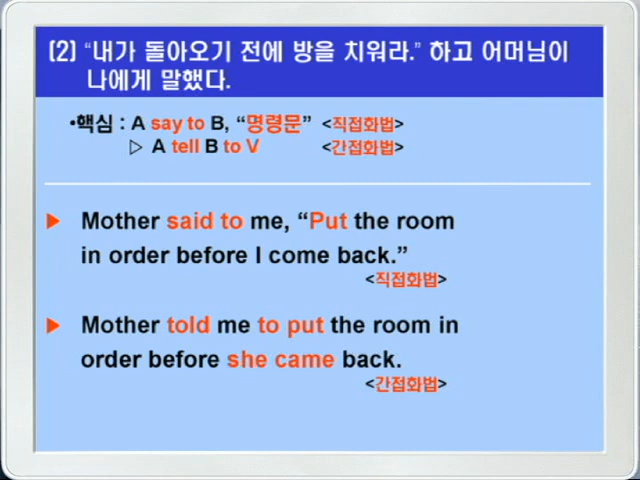 (2) “내가 돌아오기 전에 방을 치워라.” 하고 어머님이
나에게 말했다.
•핵심 : A say to B, “명령문” <직접화법>
▷ A tell B to V <간접화법>
▶ Mother said to me, “Put the room
in order before I come back.”
<직접화법>
▶ Mother told me to put the room in
order before she came back.
<간접화법>